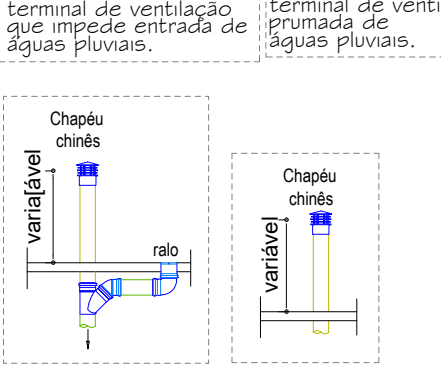 terminal de ventilação
que impede entrada de
águas pluviais.
terminal de venti
prumada de
águas pluviais.
Chapéu
chinês
varia[ável
ralo
Chapéu
chinês
variável